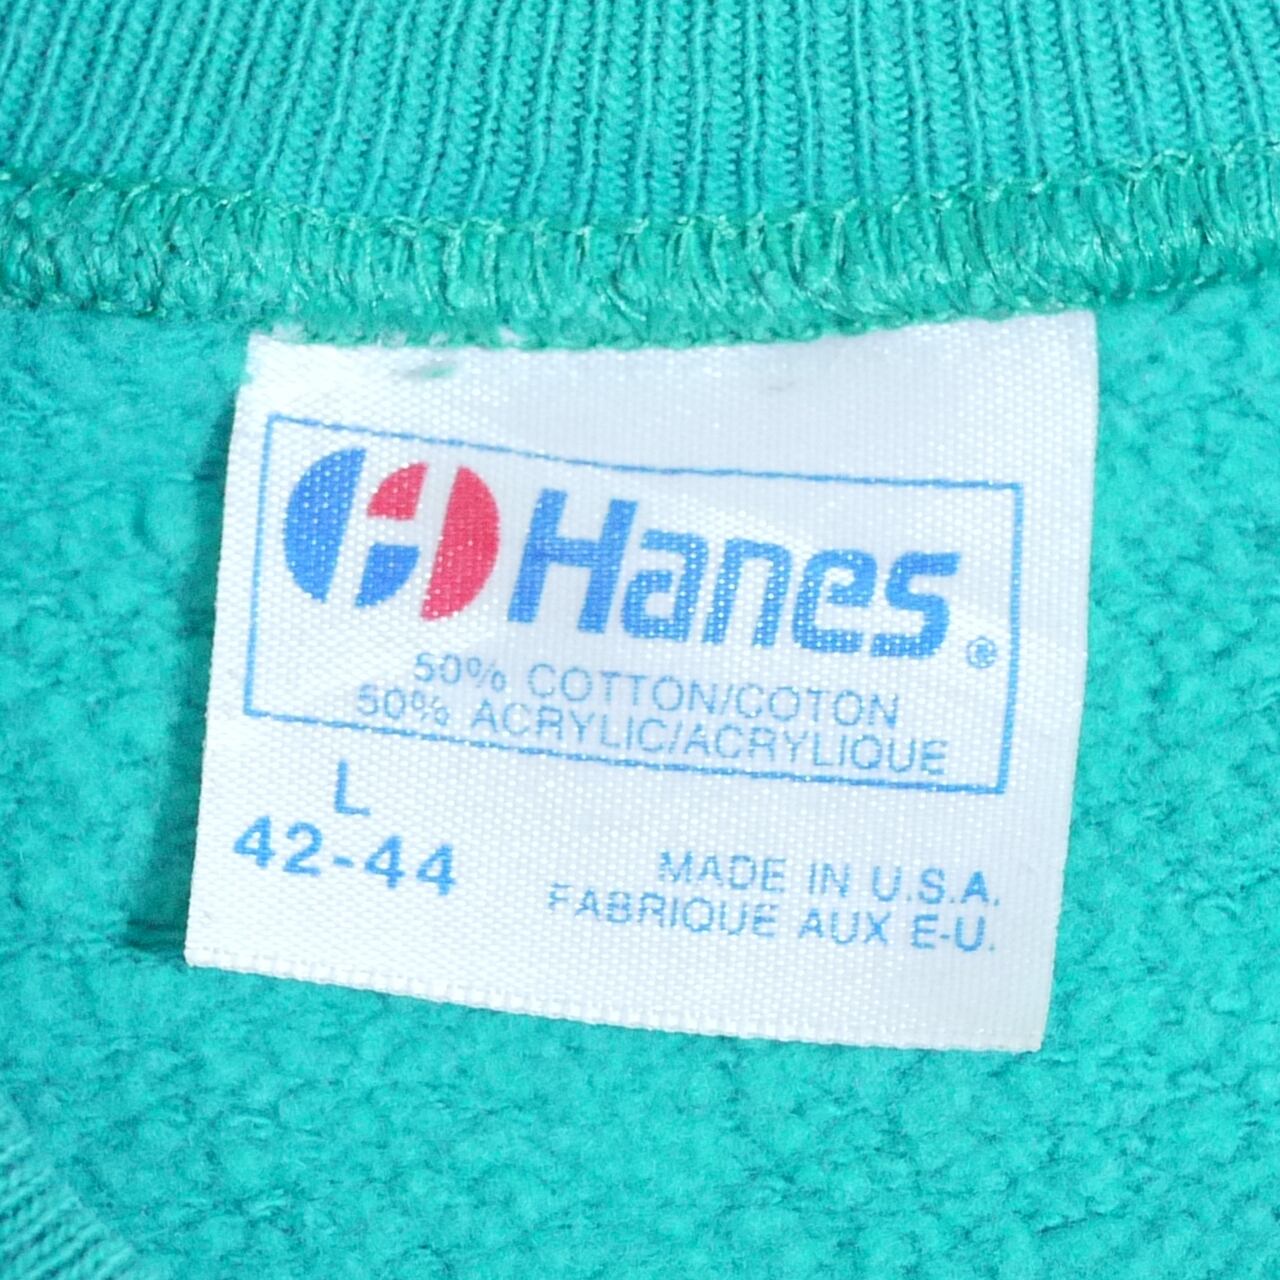 Hanes®
50% COTTON/COTON
50% ACRYLIC/ACRYLIQUE
L
42-44
MADE IN U.S.A.
FABRIQUE AUX E-U.